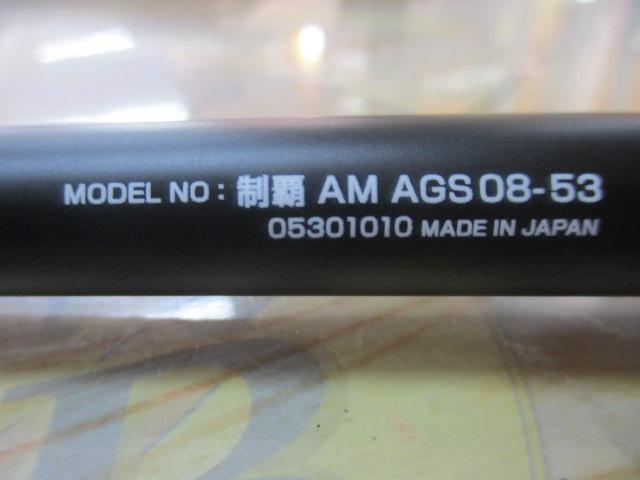 MODEL NO : 制覇 AM AGS 08-53
05301010 MADE IN JAPAN